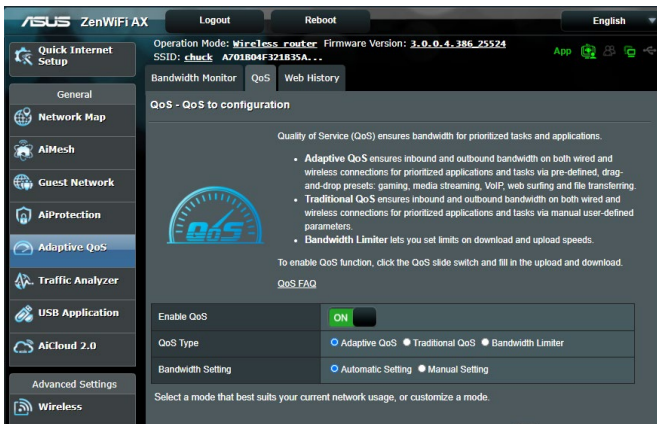 ASUS ZenWiFi AX Logout Reboot English
Quick Internet Setup
General
Network Map
AiMesh
Guest Network
AiProtection
Adaptive QoS
Traffic Analyzer
USB Application
AiCloud 2.0
Advanced Settings
Wireless
Operation Mode: Wireless router Firmware Version: 3.0.0.4.386_25524
SSID: chuck A701B04F321B35A...
App
Bandwidth Monitor QoS Web History
QoS - QoS to configuration
QoS
Quality of Service (QoS) ensures bandwidth for prioritized tasks and applications.
• Adaptive QoS ensures inbound and outbound bandwidth on both wired and
wireless connections for prioritized applications and tasks via pre-defined, drag-
and-drop presets: gaming, media streaming, VoIP, web surfing and file transferring.
• Traditional QoS ensures inbound and outbound bandwidth on both wired and
wireless connections for prioritized applications and tasks via manual user-defined
parameters.
• Bandwidth Limiter lets you set limits on download and upload speeds.
To enable QoS function, click the QoS slide switch and fill in the upload and download.
QoS FAQ
Enable QoS ON
QoS Type Adaptive QoS Traditional QoS Bandwidth Limiter
Bandwidth Setting Automatic Setting Manual Setting
Select a mode that best suits your current network usage, or customize a mode.